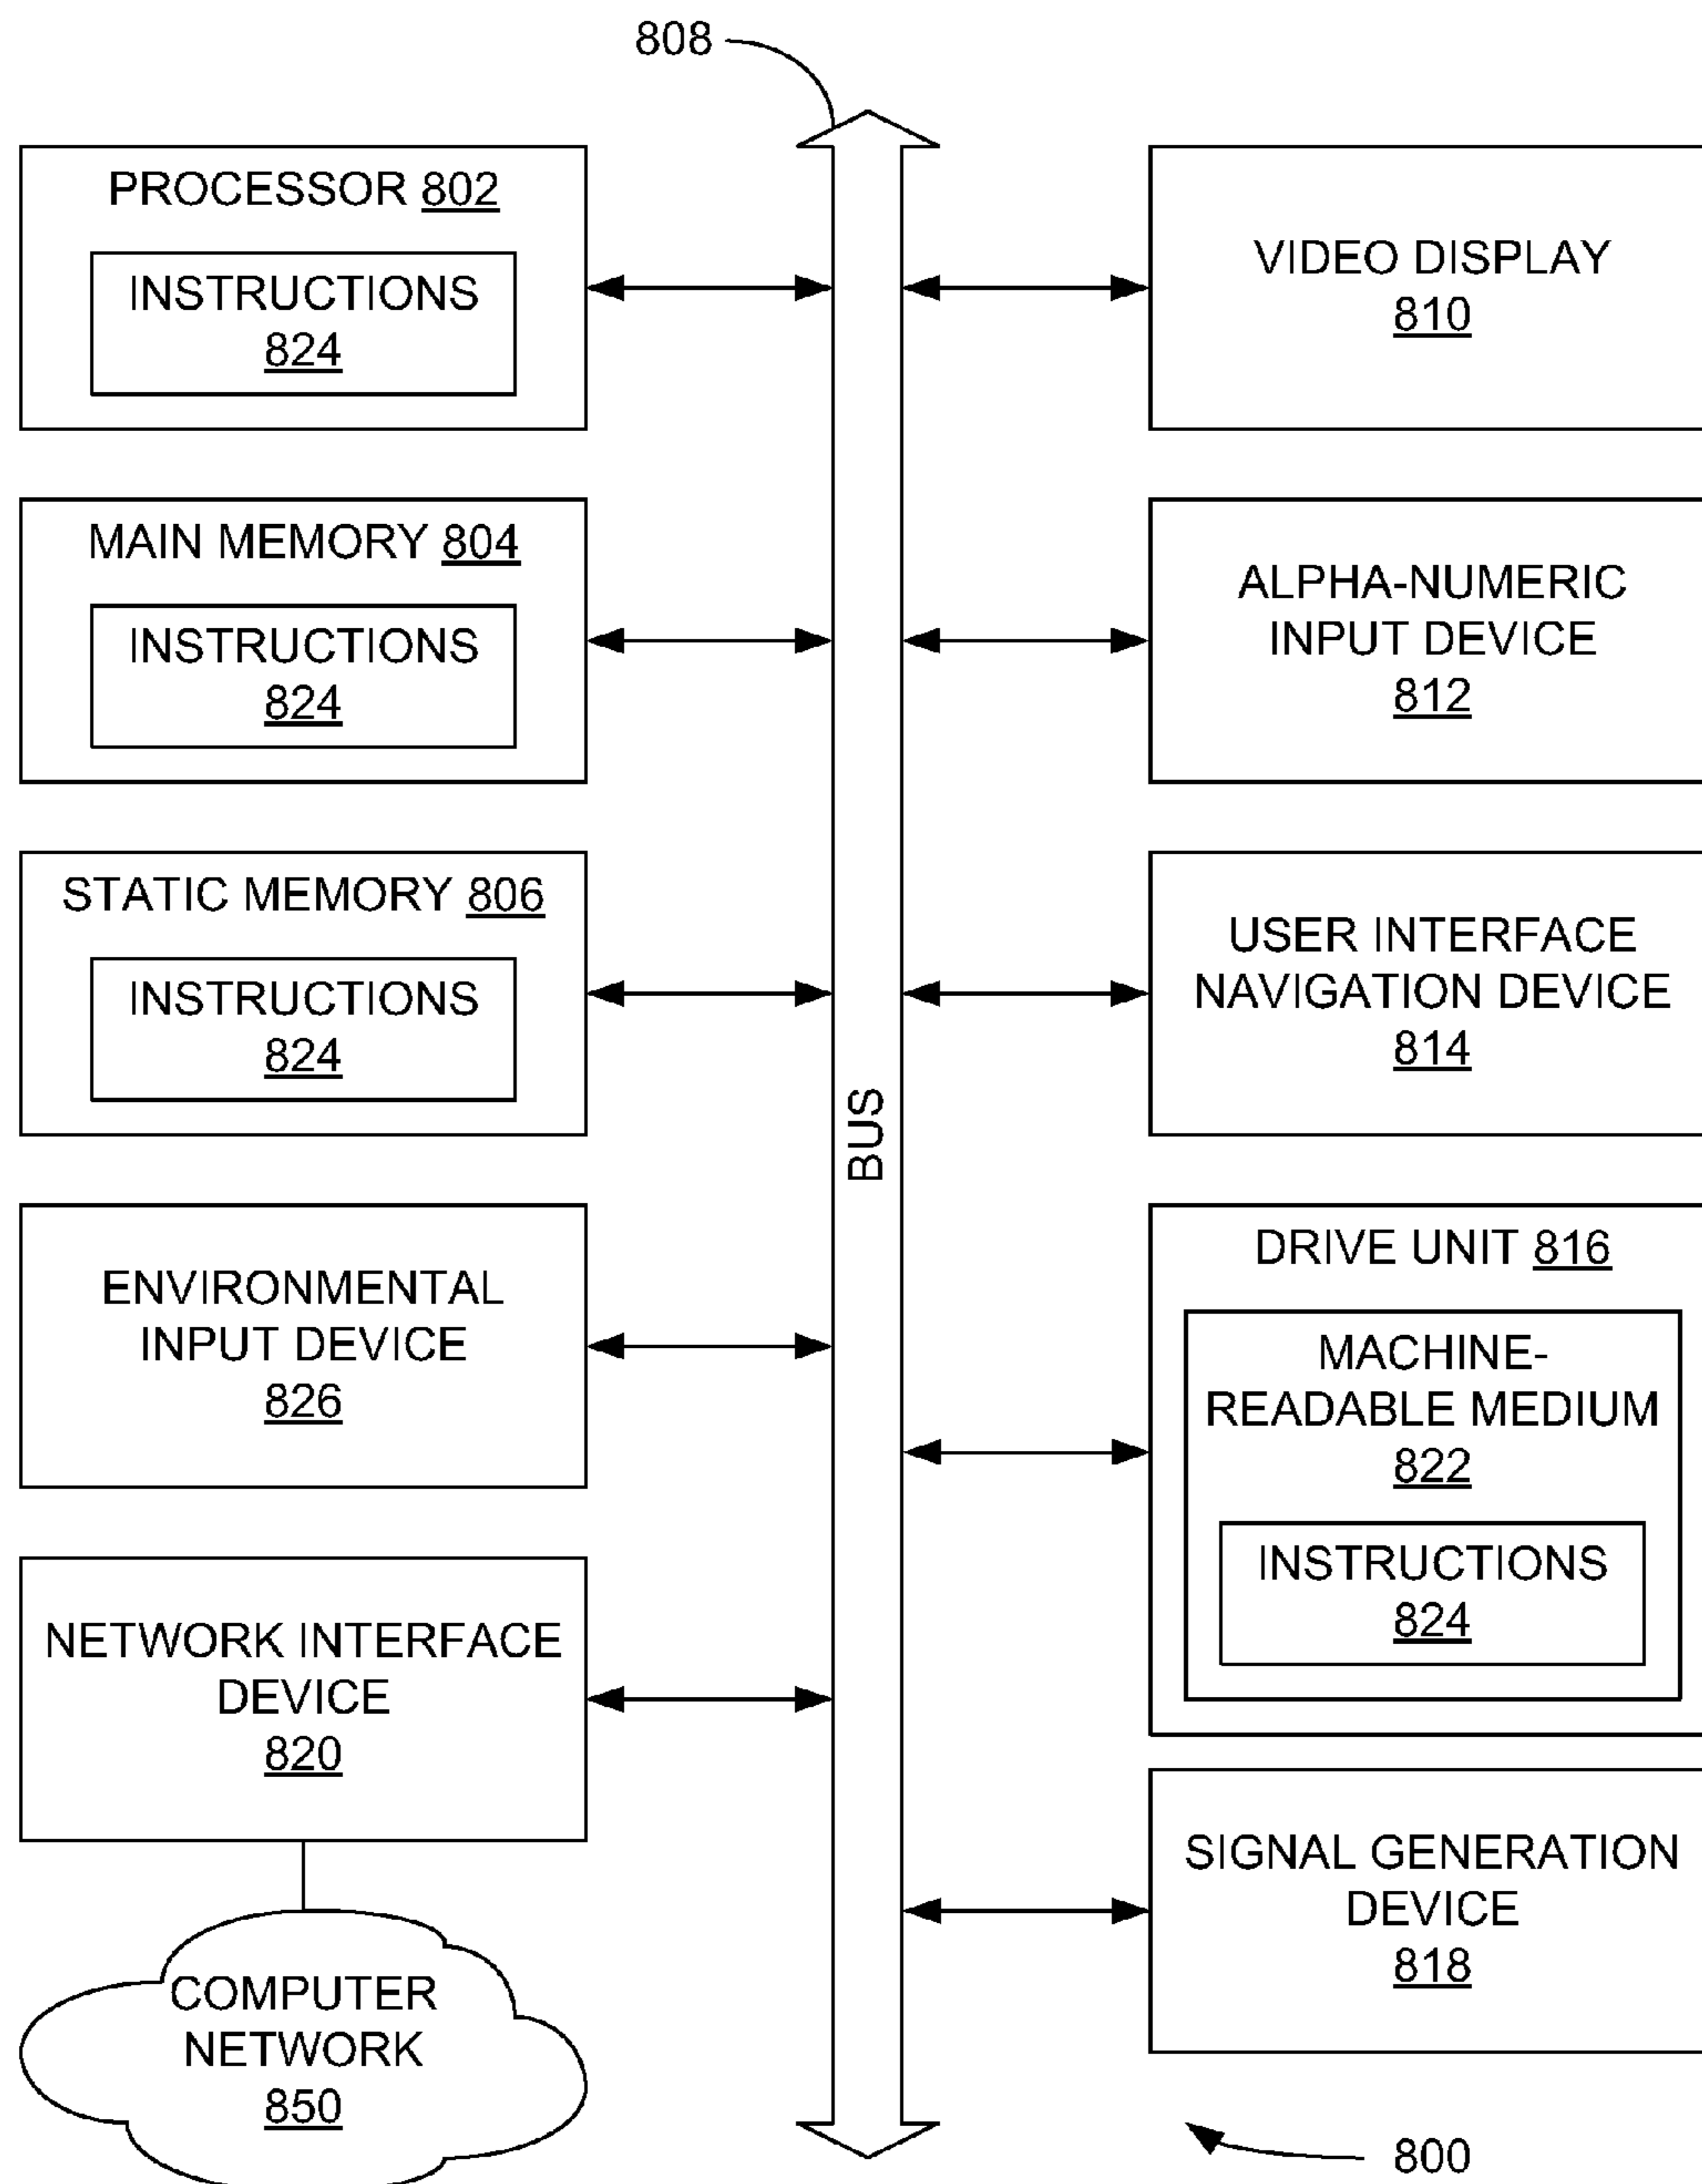 808
PROCESSOR 802
INSTRUCTIONS
824
MAIN MEMORY 804
INSTRUCTIONS
824
STATIC MEMORY 806
INSTRUCTIONS
824
ENVIRONMENTAL
INPUT DEVICE
826
NETWORK INTERFACE
DEVICE
820
COMPUTER
NETWORK
850
BUS
VIDEO DISPLAY
810
ALPHA-NUMERIC
INPUT DEVICE
812
USER INTERFACE
NAVIGATION DEVICE
814
DRIVE UNIT 816
MACHINE-
READABLE MEDIUM
822
INSTRUCTIONS
824
SIGNAL GENERATION
DEVICE
818
800